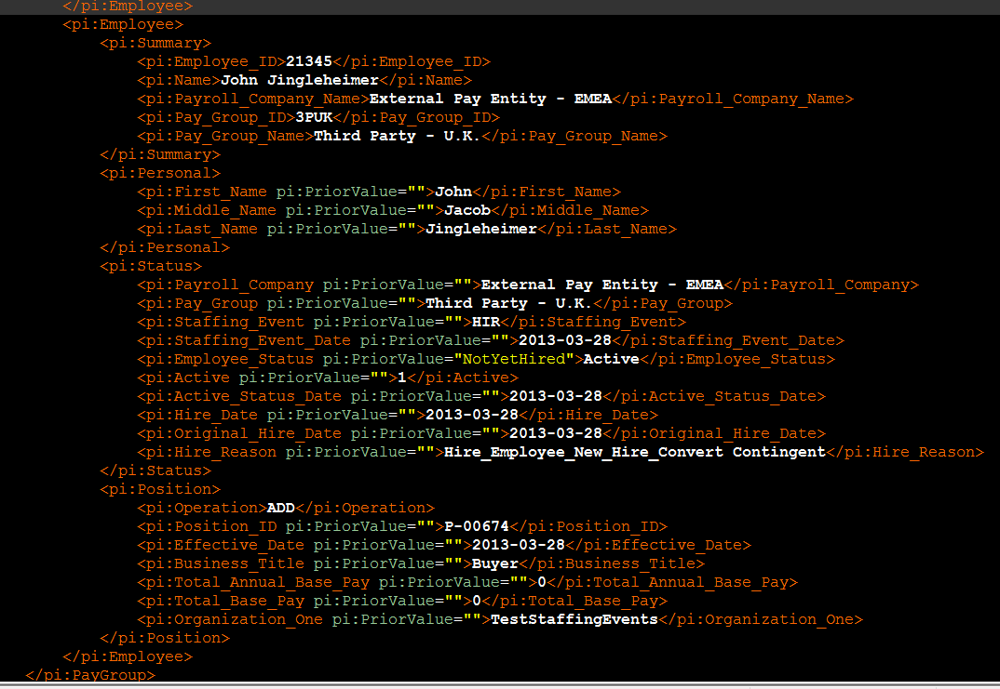 </pi:Employee>
<pi:Employee>
<pi:Summary>
<pi:Employee_ID>21345</pi:Employee_ID>
<pi:Name>John Jingleheimer</pi:Name>
<pi:Payroll_Company_Name>External Pay Entity - EMEA</pi:Payroll_Company_Name>
<pi:Pay_Group_ID>3PUK</pi:Pay_Group_ID>
<pi:Pay_Group_Name>Third Party - U.K.</pi:Pay_Group_Name>
</pi:Summary>
<pi:Personal>
<pi:First_Name pi:PriorValue="">John</pi:First_Name>
<pi:Middle_Name pi:PriorValue="">Jacob</pi:Middle_Name>
<pi:Last_Name pi:PriorValue="">Jingleheimer</pi:Last_Name>
</pi:Personal>
<pi:Status>
<pi:Payroll_Company pi:PriorValue="">External Pay Entity - EMEA</pi:Payroll_Company>
<pi:Pay_Group pi:PriorValue="">Third Party - U.K.</pi:Pay_Group>
<pi:Staffing_Event pi:PriorValue="">HIR</pi:Staffing_Event>
<pi:Staffing_Event_Date pi:PriorValue="">2013-03-28</pi:Staffing_Event_Date>
<pi:Employee_Status pi:PriorValue="NotYetHired">Active</pi:Employee_Status>
<pi:Active pi:PriorValue="">1</pi:Active>
<pi:Active_Status_Date pi:PriorValue="">2013-03-28</pi:Active_Status_Date>
<pi:Hire_Date pi:PriorValue="">2013-03-28</pi:Hire_Date>
<pi:Original_Hire_Date pi:PriorValue="">2013-03-28</pi:Original_Hire_Date>
<pi:Hire_Reason pi:PriorValue="">Hire_Employee_New_Hire_Convert Contingent</pi:Hire_Reason>
</pi:Status>
<pi:Position>
<pi:Operation>ADD</pi:Operation>
<pi:Position_ID pi:PriorValue="">P-00674</pi:Position_ID>
<pi:Effective_Date pi:PriorValue="">2013-03-28</pi:Effective_Date>
<pi:Business_Title pi:PriorValue="">Buyer</pi:Business_Title>
<pi:Total_Annual_Base_Pay pi:PriorValue="">0</pi:Total_Annual_Base_Pay>
<pi:Total_Base_Pay pi:PriorValue="">0</pi:Total_Base_Pay>
<pi:Organization_One pi:PriorValue="">TestStaffingEvents</pi:Organization_One>
</pi:Position>
</pi:Employee>
</pi:PayGroup>